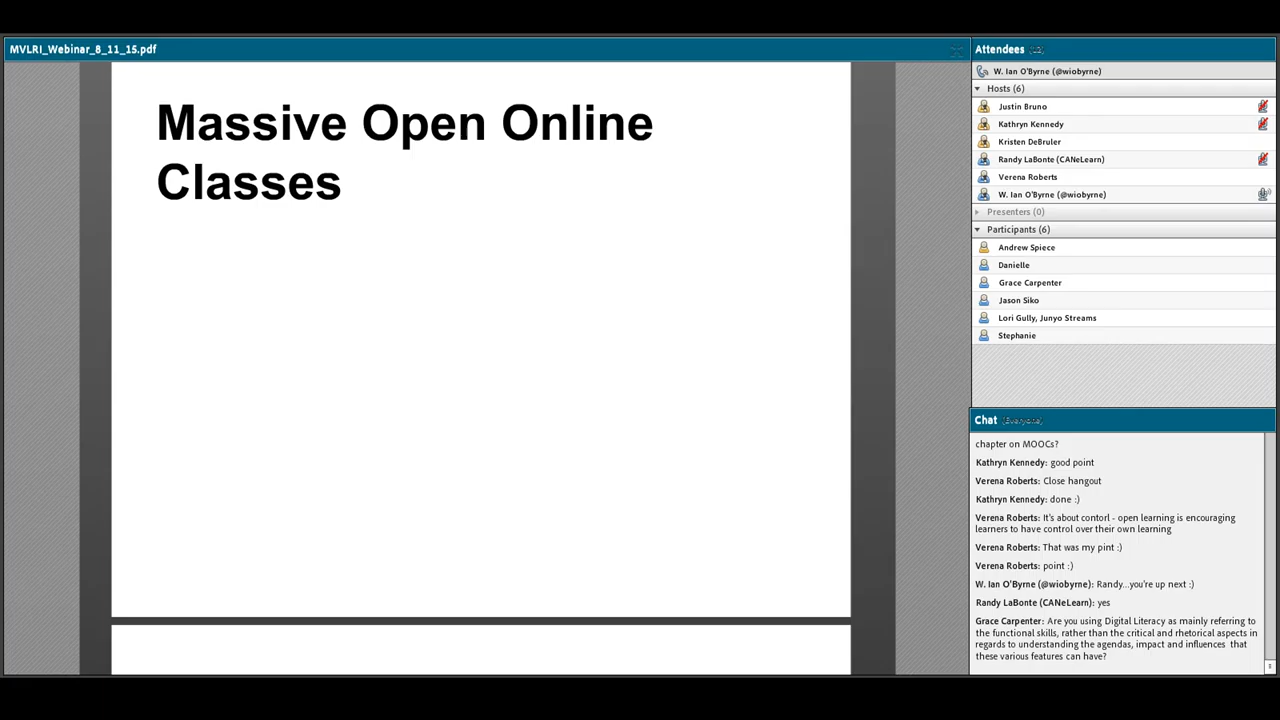 MVLRI_Webinar_8_11_15.pdf
Massive Open Online
Classes
Attendees (12)
W. Ian O'Byrne (@wiobyrne)
Hosts (6)
Justin Bruno
Kathryn Kennedy
Kristen DeBruler
Randy LaBonte (CANeLearn)
Verena Roberts
W. Ian O'Byrne (@wiobyrne)
Presenters (0)
Participants (6)
Andrew Spiece
Danielle
Grace Carpenter
Jason Siko
Lori Gully, Junyo Streams
Stephanie
Chat (Everyone)
chapter on MOOCs?
Kathryn Kennedy: good point
Verena Roberts: Close hangout
Kathryn Kennedy: done :)
Verena Roberts: It's about contorl - open learning is encouraging
learners to have control over their own learning
Verena Roberts: That was my pint :)
Verena Roberts: point :)
W. Ian O'Byrne (@wiobyrne): Randy...you're up next :)
Randy LaBonte (CANeLearn): yes
Grace Carpenter: Are you using Digital Literacy as mainly referring to
the functional skills, rather than the critical and rhetorical aspects in
regards to understanding the agendas, impact and influences that
these various features can have?